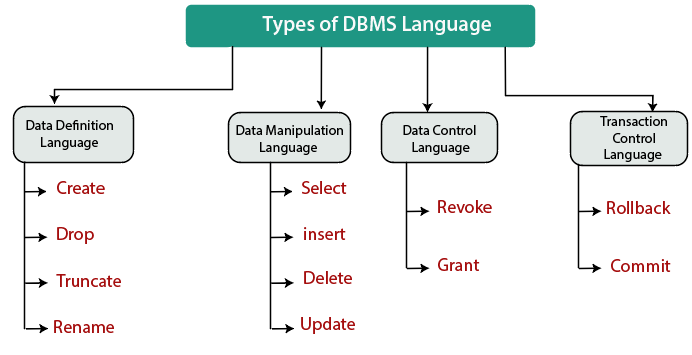 Types of DBMS Language
Data Definition
Language
Create
Drop
Truncate
Rename
Data Manipulation
Language
Select
insert
Delete
Update
Data Control
Language
Revoke
Grant
Transaction
Control
Language
Rollback
Commit